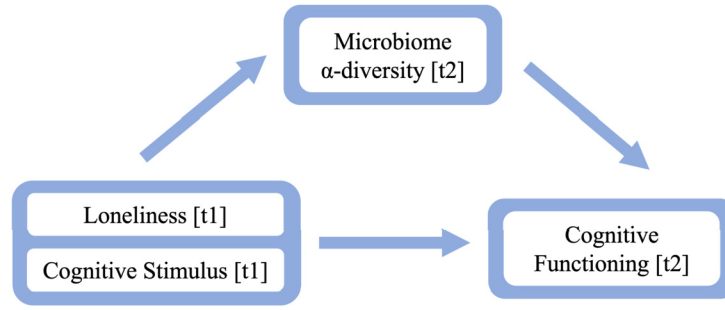 Microbiome
α-diversity [t2]
Loneliness [t1]
Cognitive Stimulus [t1]
Cognitive
Functioning [t2]